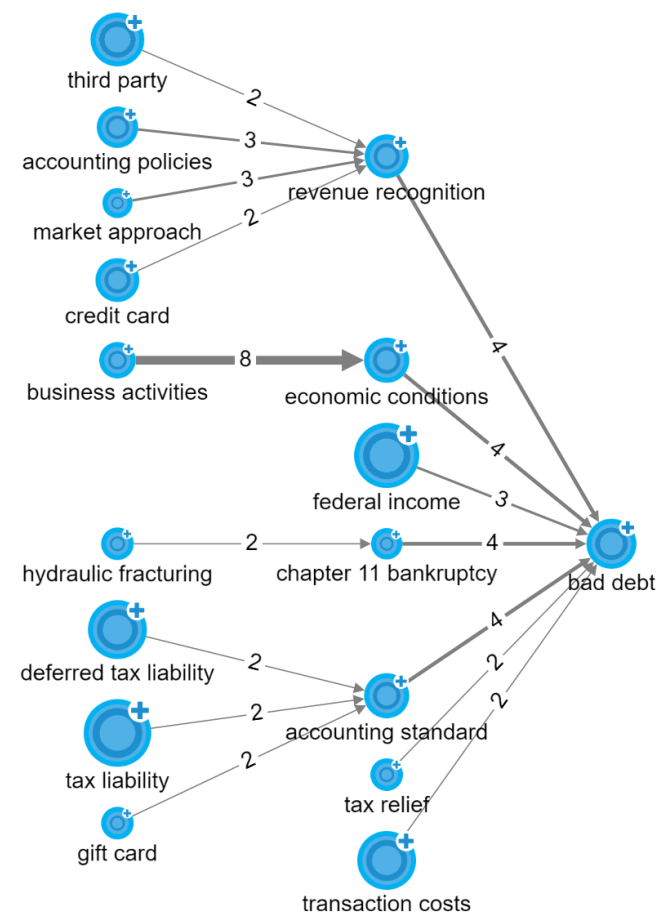 third party
2
accounting policies
3
revenue recognition
3
market approach
2
credit card
4
business activities
8
economic conditions
4
federal income
3
hydraulic fracturing
2
chapter 11 bankruptcy
4
bad debt
deferred tax liability
2
4
2
tax liability
2
accounting standard
2
2
gift card
tax relief
transaction costs